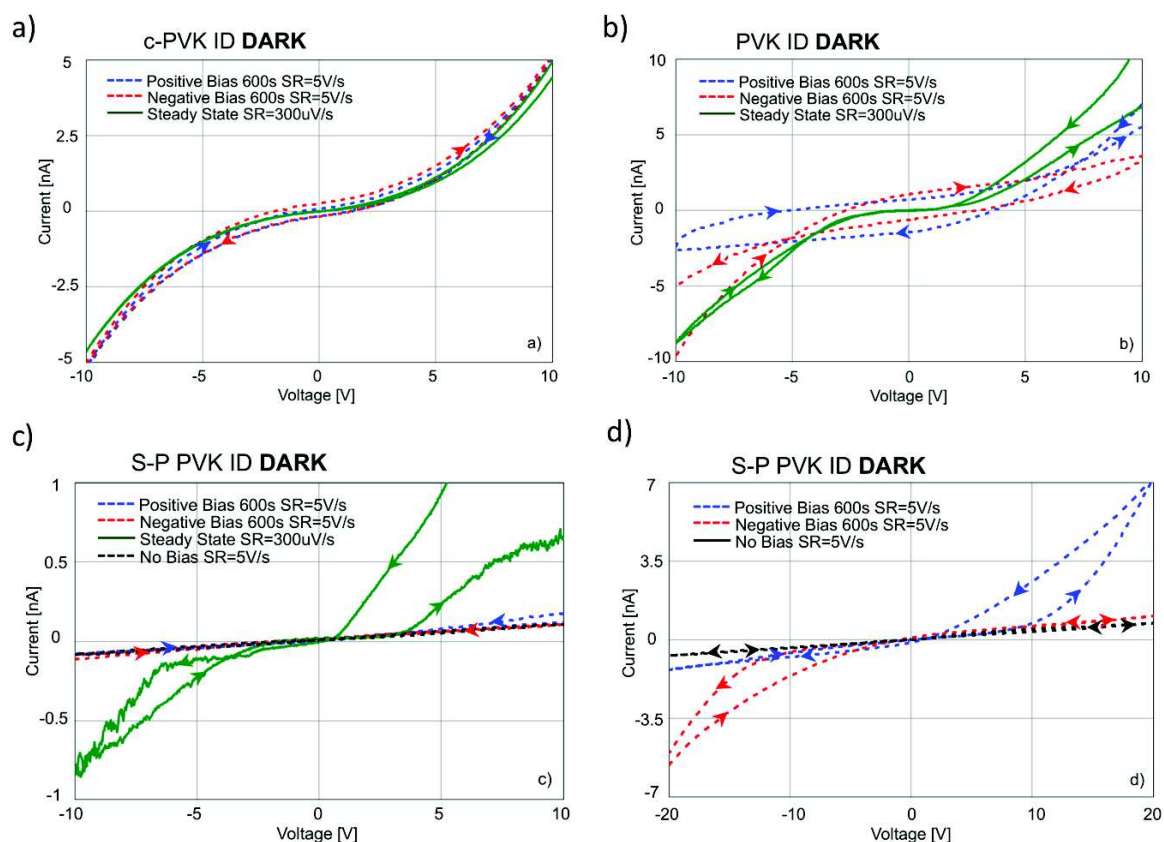 a)
c-PVK ID DARK
5
Positive Bias 600s SR=5V/s
Negative Bias 600s SR=5V/s
Steady State SR=300uV/s
2.5
0
-2.5
-5
Current [nA]
a)
-10
-5
0
5
10
Voltage [V]
b)
PVK ID DARK
10
Positive Bias 600s SR=5V/s
Negative Bias 600s SR=5V/s
Steady State SR=300uV/s
5
0
-5
-10
Current [nA]
b)
-10
-5
0
5
10
Voltage [V]
c)
S-P PVK ID DARK
1
Positive Bias 600s SR=5V/s
Negative Bias 600s SR=5V/s
Steady State SR=300uV/s
No Bias SR=5V/s
0.5
0
-0.5
-1
Current [nA]
c)
-10
-5
0
5
10
Voltage [V]
d)
S-P PVK ID DARK
7
Positive Bias 600s SR=5V/s
Negative Bias 600s SR=5V/s
No Bias SR=5V/s
3.5
0
-3.5
-7
Current [nA]
d)
-20
-10
0
10
20
Voltage [V]